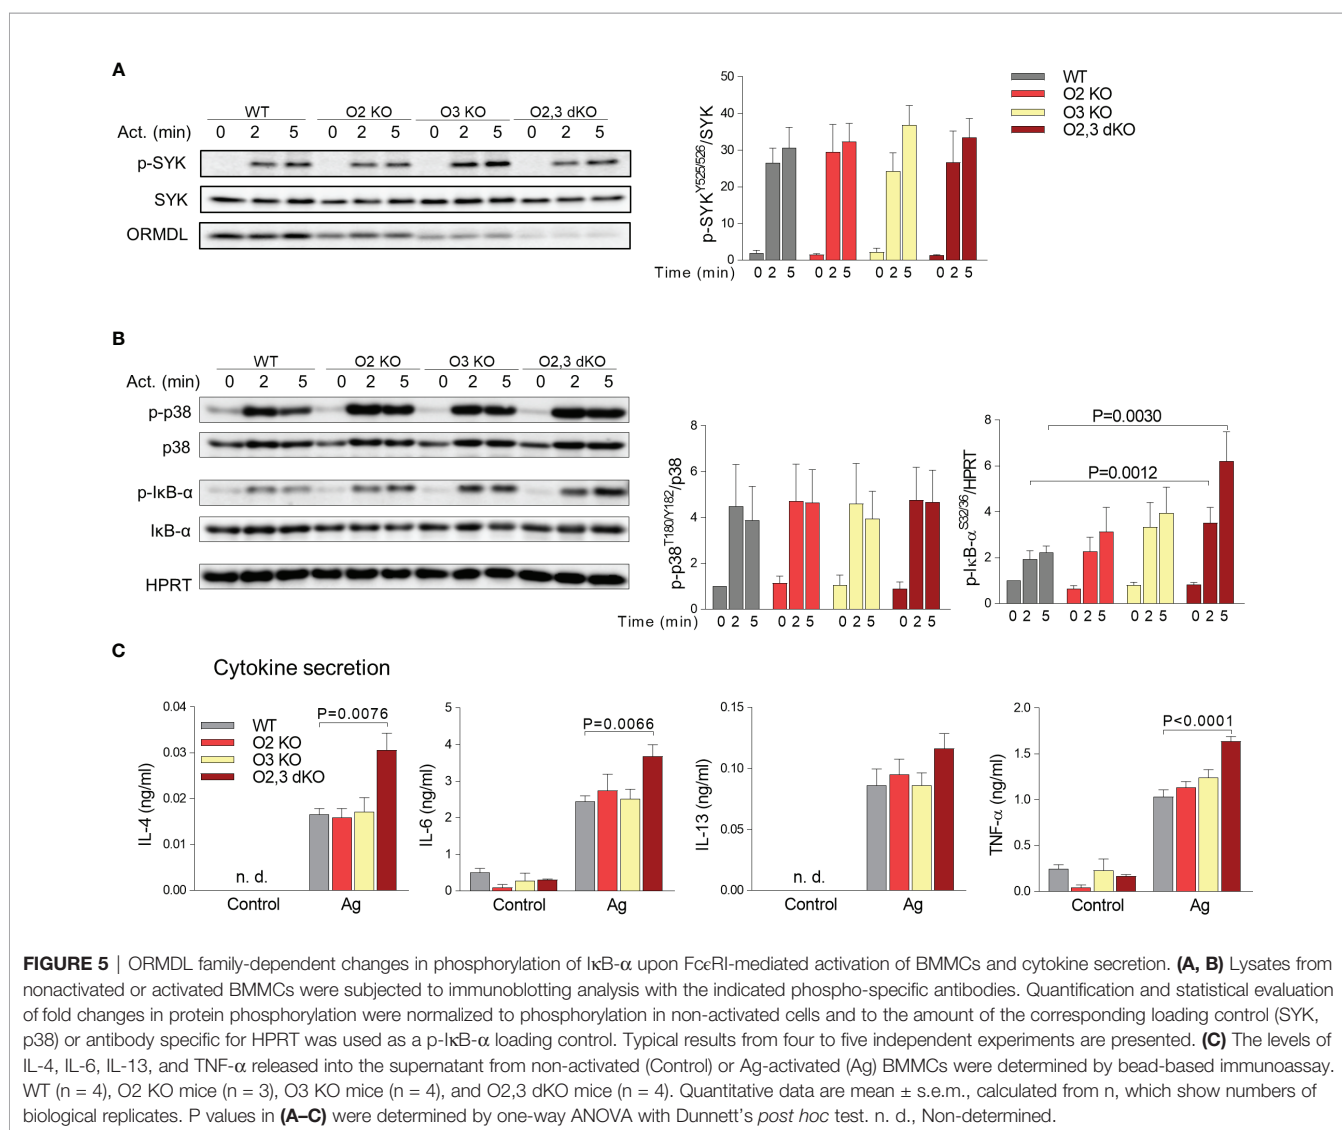 A
WT O2 KO O3 KO O2,3 dKO
Act. (min) 0 2 5 0 2 5 0 2 5 0 2 5
p-SYK
SYK
ORMDL
p-SYK^Y525/526/SYK
50
40
30
20
10
0
Time (min) 0 2 5 0 2 5 0 2 5 0 2 5
WT
O2 KO
O3 KO
O2,3 dKO
B
WT O2 KO O3 KO O2,3 dKO
Act. (min) 0 2 5 0 2 5 0 2 5 0 2 5
p-p38
p38
p-IκB-α
IκB-α
HPRT
p-p38^T180/Y182/p38
8
6
4
2
0
Time (min) 0 2 5 0 2 5 0 2 5 0 2 5
p-IκB-α^S32/36/HPRT
8
6
4
2
0
P=0.0030
P=0.0012
0 2 5 0 2 5 0 2 5 0 2 5
C
Cytokine secretion
IL-4 (ng/ml)
0.04
0.03
0.02
0.01
0.00
WT
O2 KO
O3 KO
O2,3 dKO
P=0.0076
n. d.
Control Ag
IL-6 (ng/ml)
5
4
3
2
1
0
P=0.0066
Control Ag
IL-13 (ng/ml)
0.15
0.10
0.05
0.00
n. d.
Control Ag
TNF-α (ng/ml)
2.0
1.5
1.0
0.5
0.0
P<0.0001
Control Ag
FIGURE 5 | ORMDL family-dependent changes in phosphorylation of IκB-α upon FcϵRI-mediated activation of BMMCs and cytokine secretion. (A, B) Lysates from
nonactivated or activated BMMCs were subjected to immunoblotting analysis with the indicated phospho-specific antibodies. Quantification and statistical evaluation
of fold changes in protein phosphorylation were normalized to phosphorylation in non-activated cells and to the amount of the corresponding loading control (SYK,
p38) or antibody specific for HPRT was used as a p-IκB-α loading control. Typical results from four to five independent experiments are presented. (C) The levels of
IL-4, IL-6, IL-13, and TNF-α released into the supernatant from non-activated (Control) or Ag-activated (Ag) BMMCs were determined by bead-based immunoassay.
WT (n = 4), O2 KO mice (n = 3), O3 KO mice (n = 4), and O2,3 dKO mice (n = 4). Quantitative data are mean ± s.e.m., calculated from n, which show numbers of
biological replicates. P values in (A–C) were determined by one-way ANOVA with Dunnett's post hoc test. n. d., Non-determined.